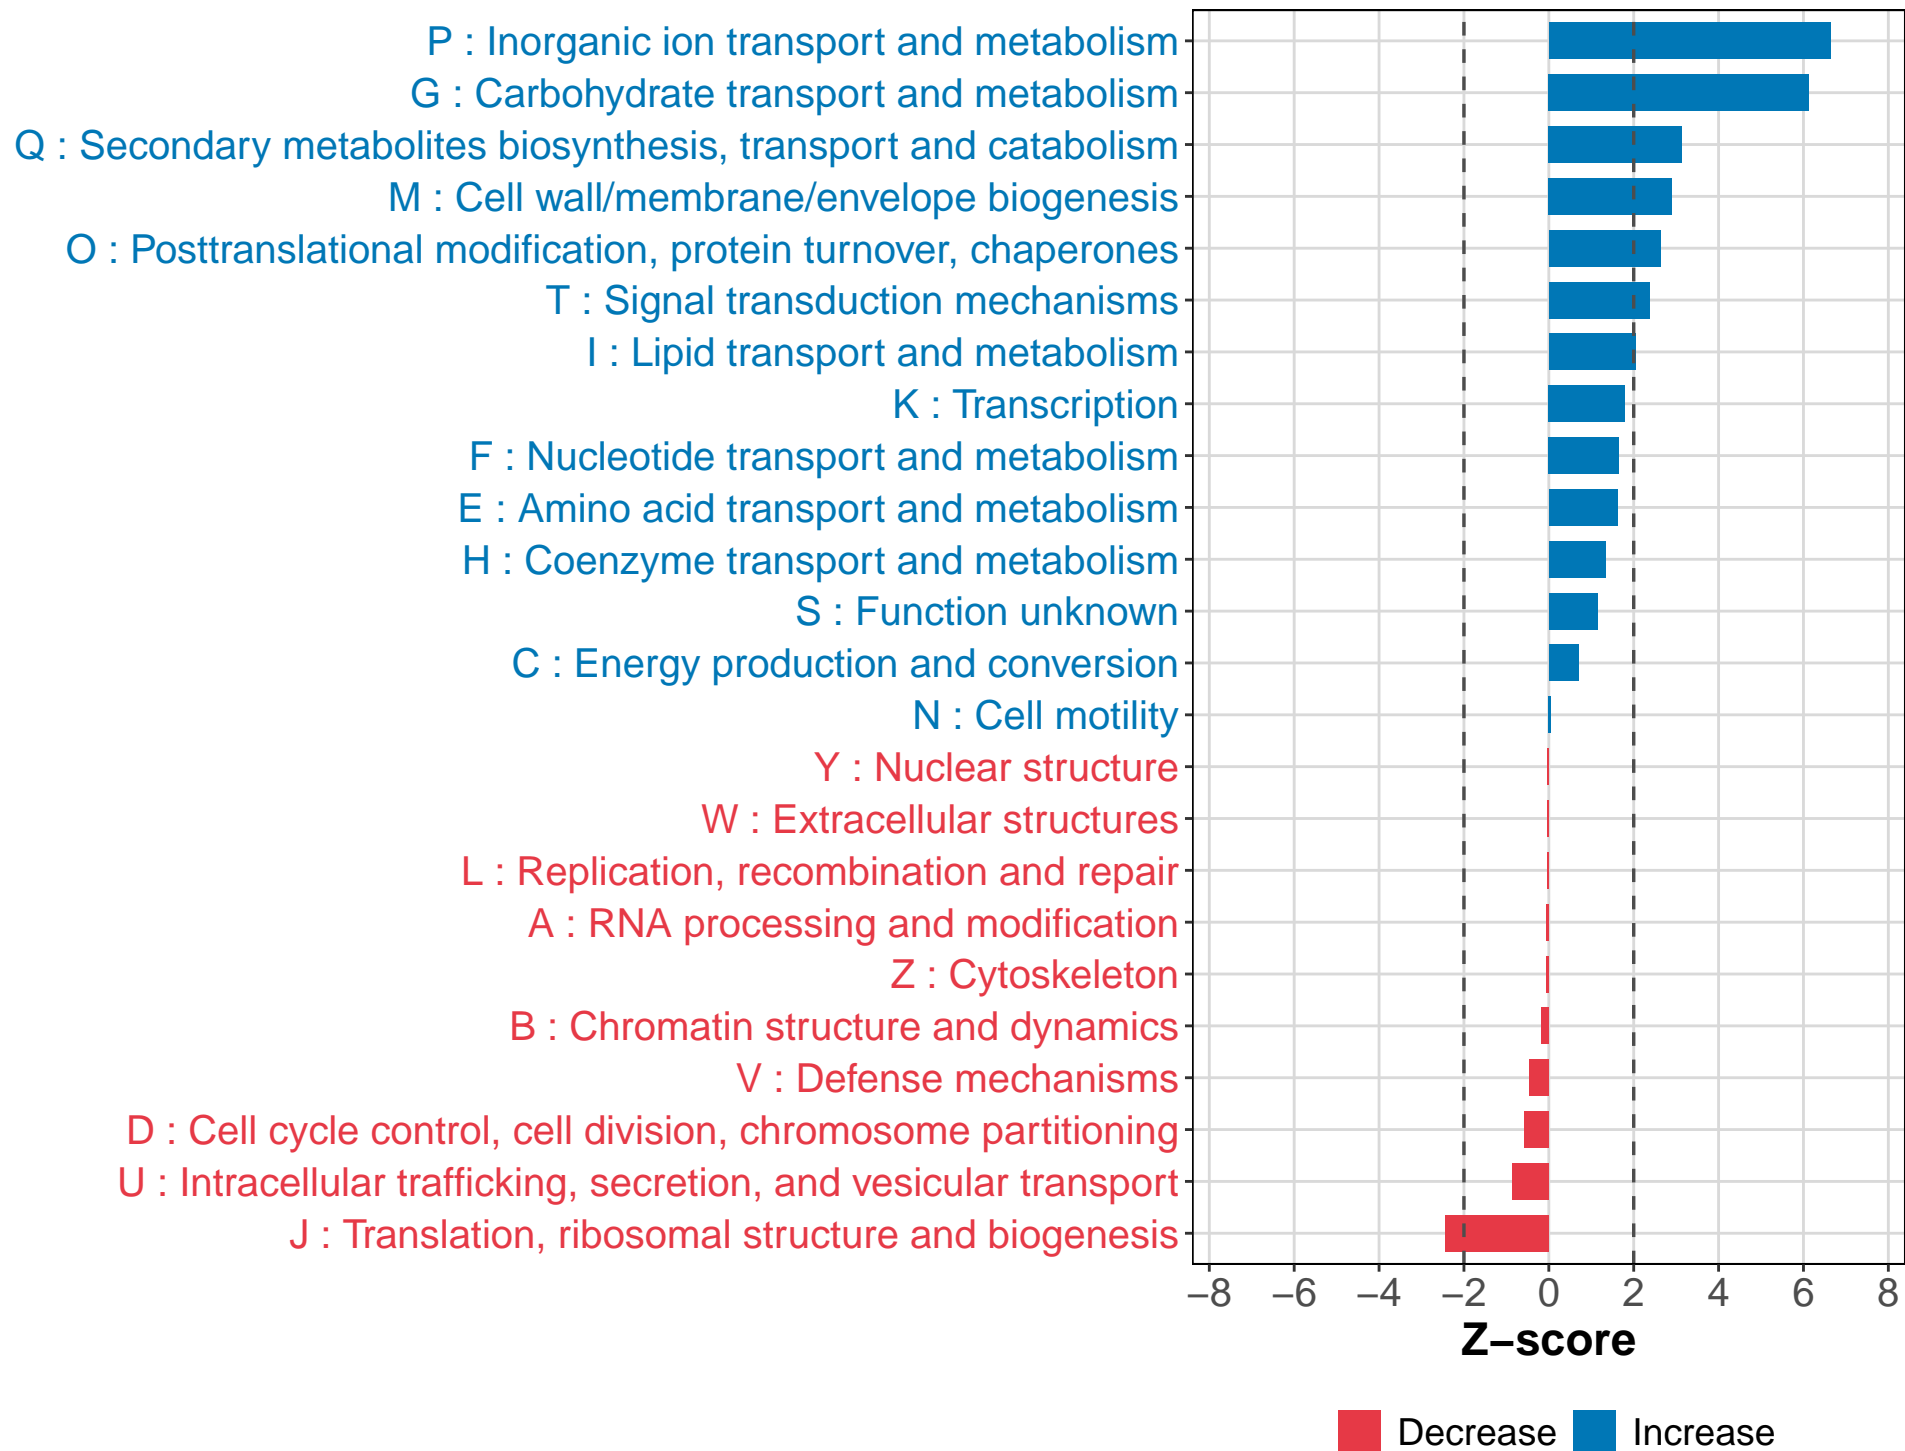 P : Inorganic ion transport and metabolism
G : Carbohydrate transport and metabolism
Q : Secondary metabolites biosynthesis, transport and catabolism
M : Cell wall/membrane/envelope biogenesis
O : Posttranslational modification, protein turnover, chaperones
T : Signal transduction mechanisms
I : Lipid transport and metabolism
K : Transcription
F : Nucleotide transport and metabolism
E : Amino acid transport and metabolism
H : Coenzyme transport and metabolism
S : Function unknown
C : Energy production and conversion
N : Cell motility
Y : Nuclear structure
W : Extracellular structures
L : Replication, recombination and repair
A : RNA processing and modification
Z : Cytoskeleton
B : Chromatin structure and dynamics
V : Defense mechanisms
D : Cell cycle control, cell division, chromosome partitioning
U : Intracellular trafficking, secretion, and vesicular transport
J : Translation, ribosomal structure and biogenesis
−8 −6 −4 −2 0 2 4 6 8
Z−score
Decrease Increase